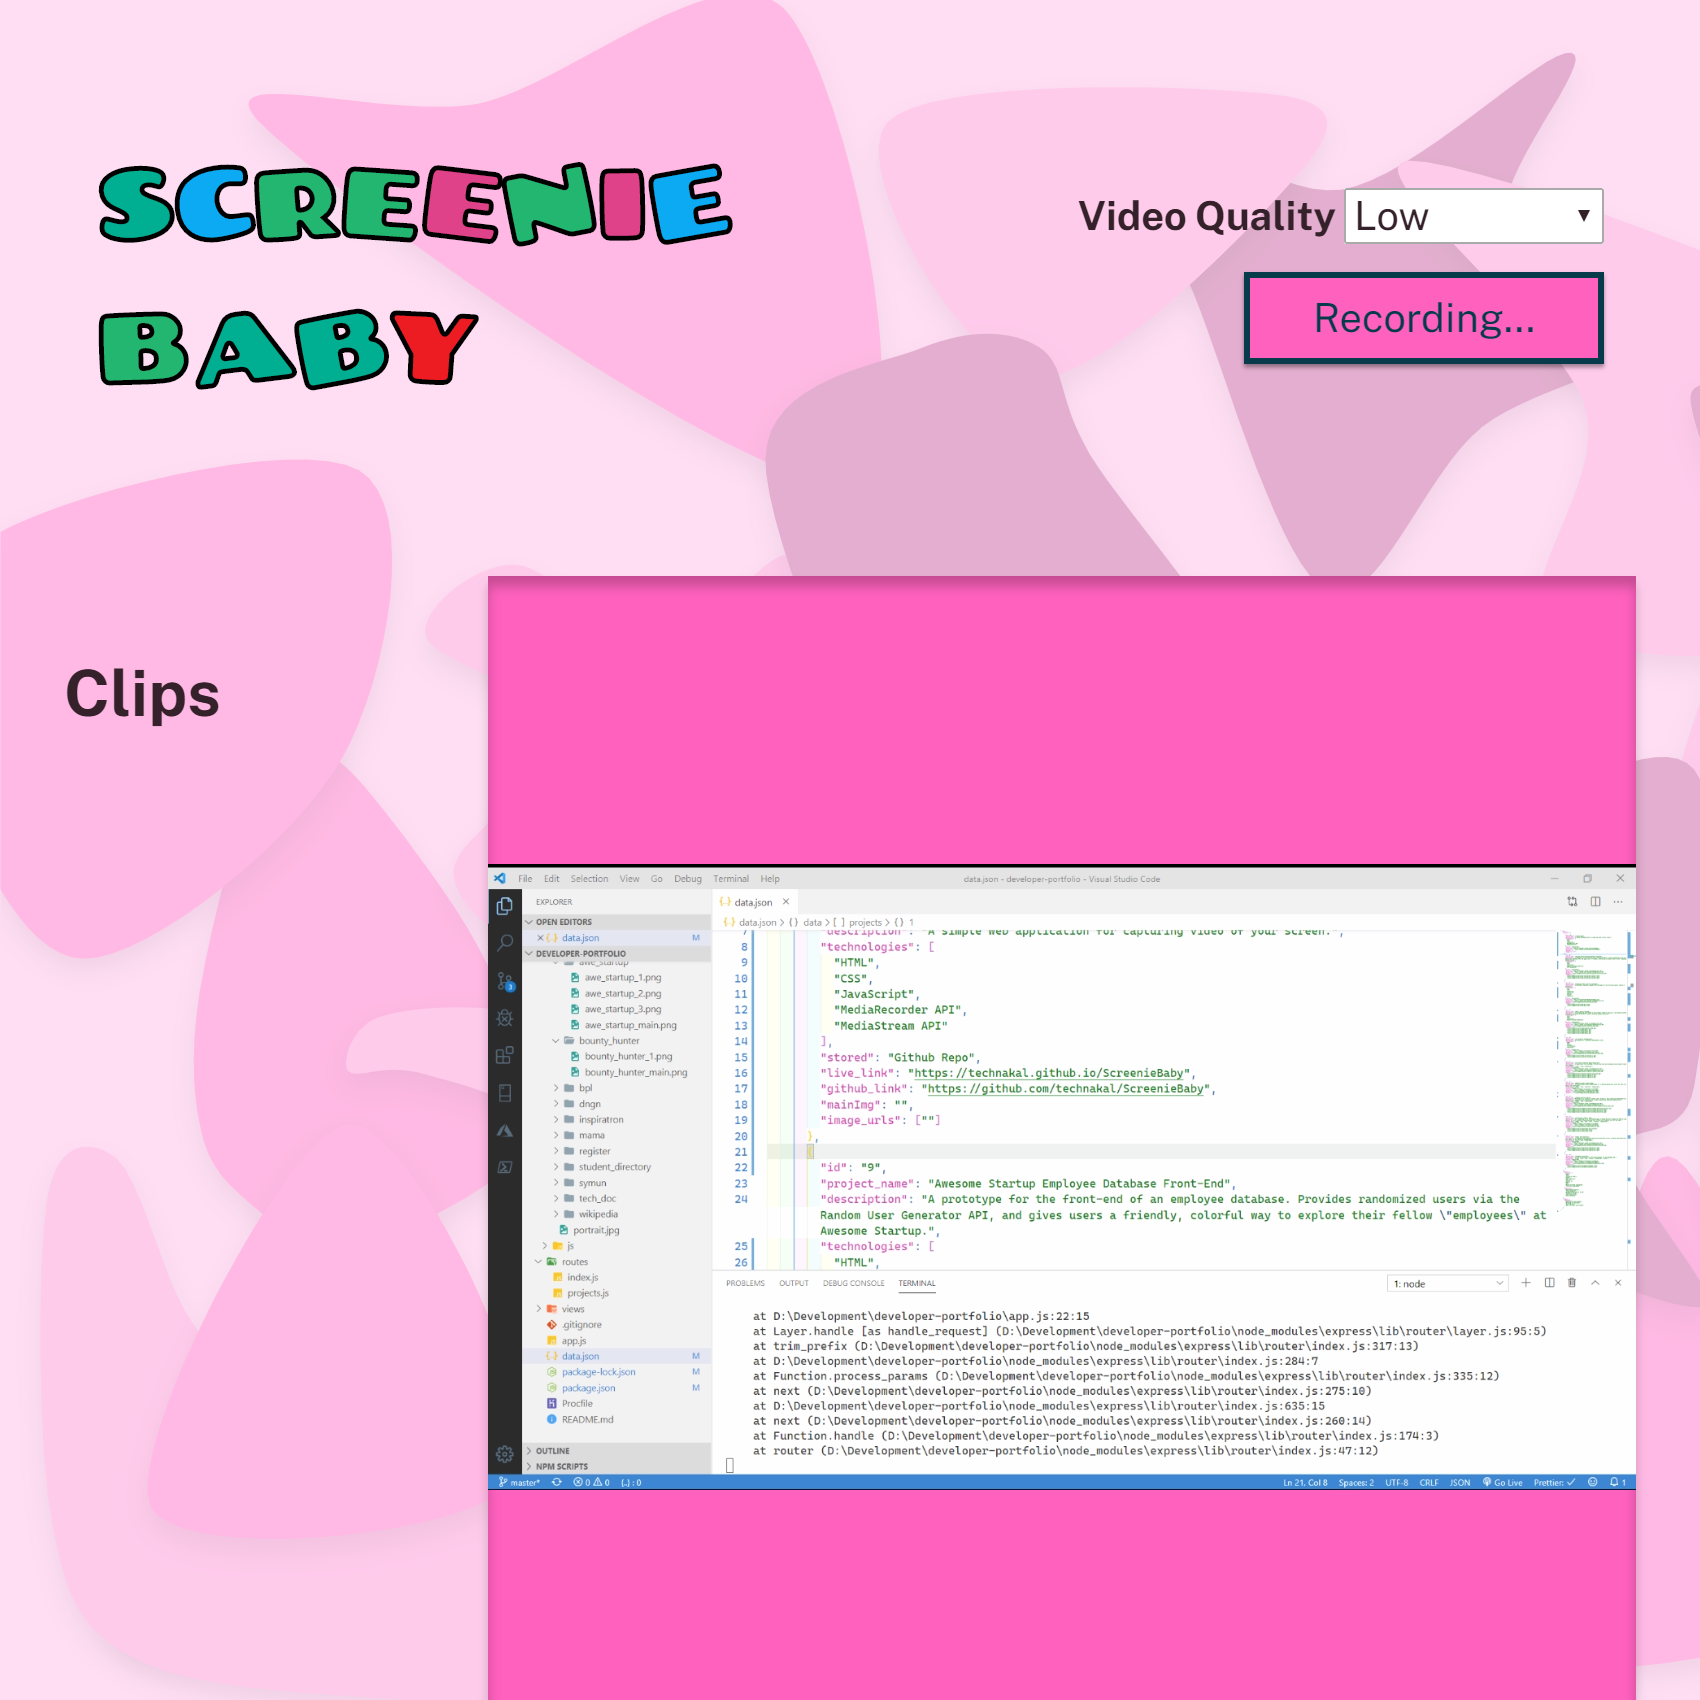 SCREENIE
BABY
Video Quality Low
Recording...
Clips
File Edit Selection View Go Debug Terminal Help
data.json - developer-portfolio - Visual Studio Code
EXPLORER
OPEN EDITORS
data.json M
DEVELOPER-PORTFOLIO
awe_startup
awe_startup_1.png
awe_startup_2.png
awe_startup_3.png
awe_startup_main.png
bounty_hunter
bounty_hunter_1.png
bounty_hunter_main.png
bpl
dngn
inspiratron
mama
register
student_directory
symun
tech_doc
wikipedia
portrait.jpg
js
routes
index.js
projects.js
views
.gitignore
app.js
data.json M
package-lock.json M
package.json M
Procfile
README.md
OUTLINE
NPM SCRIPTS
{..} data.json ×
{..} data.json > {} data > [ ] projects > {} 1
7 "description": "A simple web application for capturing video of your screen.",
8 "technologies": [
9 "HTML",
10 "CSS",
11 "JavaScript",
12 "MediaRecorder API",
13 "MediaStream API"
14 ],
15 "stored": "Github Repo",
16 "live_link": "https://technakal.github.io/ScreenieBaby",
17 "github_link": "https://github.com/technakal/ScreenieBaby",
18 "mainImg": "",
19 "image_urls": [""]
20 },
21 {
22 "id": "9",
23 "project_name": "Awesome Startup Employee Database Front-End",
24 "description": "A prototype for the front-end of an employee database. Provides randomized users via the
Random User Generator API, and gives users a friendly, colorful way to explore their fellow \"employees\" at
Awesome Startup.",
25 "technologies": [
26 "HTML",
PROBLEMS OUTPUT DEBUG CONSOLE TERMINAL 1: node
at D:\Development\developer-portfolio\app.js:22:15
at Layer.handle [as handle_request] (D:\Development\developer-portfolio\node_modules\express\lib\router\layer.js:95:5)
at trim_prefix (D:\Development\developer-portfolio\node_modules\express\lib\router\index.js:317:13)
at D:\Development\developer-portfolio\node_modules\express\lib\router\index.js:284:7
at Function.process_params (D:\Development\developer-portfolio\node_modules\express\lib\router\index.js:335:12)
at next (D:\Development\developer-portfolio\node_modules\express\lib\router\index.js:275:10)
at D:\Development\developer-portfolio\node_modules\express\lib\router\index.js:635:15
at next (D:\Development\developer-portfolio\node_modules\express\lib\router\index.js:260:14)
at Function.handle (D:\Development\developer-portfolio\node_modules\express\lib\router\index.js:174:3)
at router (D:\Development\developer-portfolio\node_modules\express\lib\router\index.js:47:12)
master* 0 0 {..} : 0 Ln 21, Col 8 Spaces: 2 UTF-8 CRLF JSON Go Live Prettier: ✓ 1